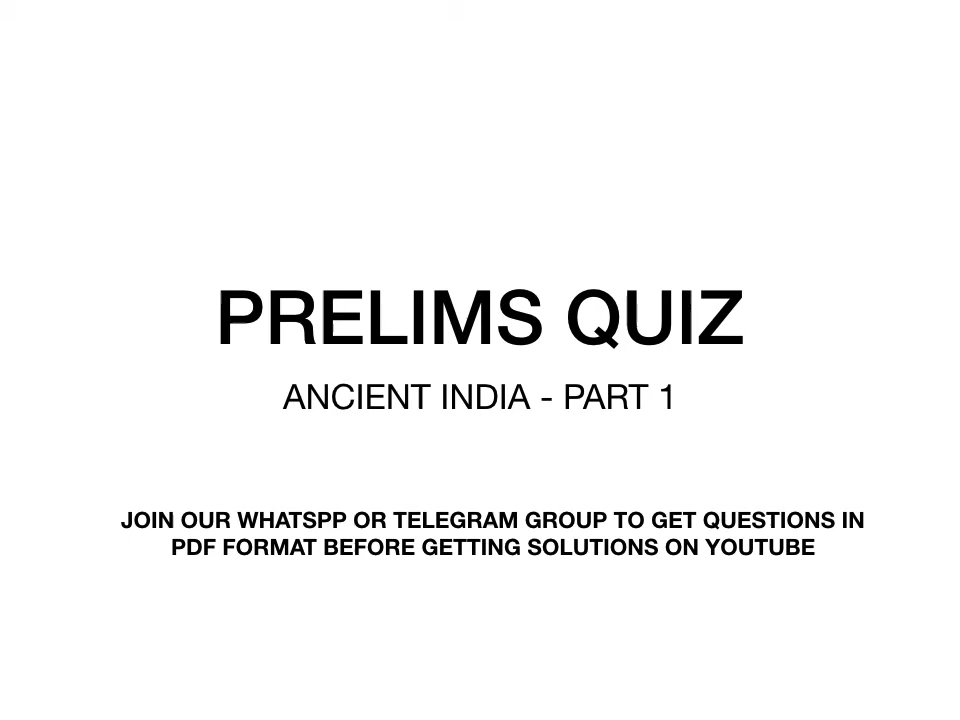 PRELIMS QUIZ
ANCIENT INDIA - PART 1
JOIN OUR WHATSPP OR TELEGRAM GROUP TO GET QUESTIONS IN
PDF FORMAT BEFORE GETTING SOLUTIONS ON YOUTUBE